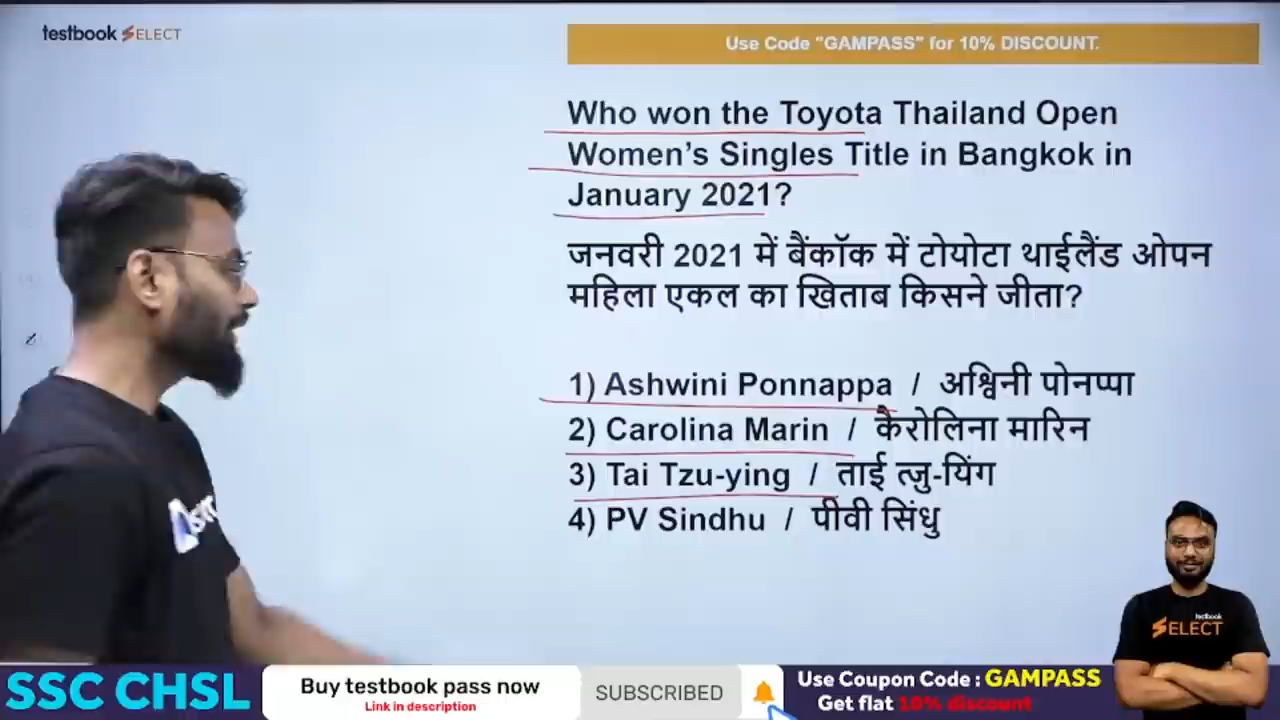 testbook SELECT
Use Code "GAMPASS" for 10% DISCOUNT.
Who won the Toyota Thailand Open
Women's Singles Title in Bangkok in
January 2021?
जनवरी 2021 में बैंकॉक में टोयोटा थाईलैंड ओपन
महिला एकल का खिताब किसने जीता?
1) Ashwini Ponnappa / अश्विनी पोनप्पा
2) Carolina Marin / कैरोलिना मारिन
3) Tai Tzu-ying / ताई त्जु-यिंग
4) PV Sindhu / पीवी सिंधु
testbook
SELECT
SSC CHSL
Buy testbook pass now
Link in description
SUBSCRIBED
Use Coupon Code : GAMPASS
Get flat 10% discount